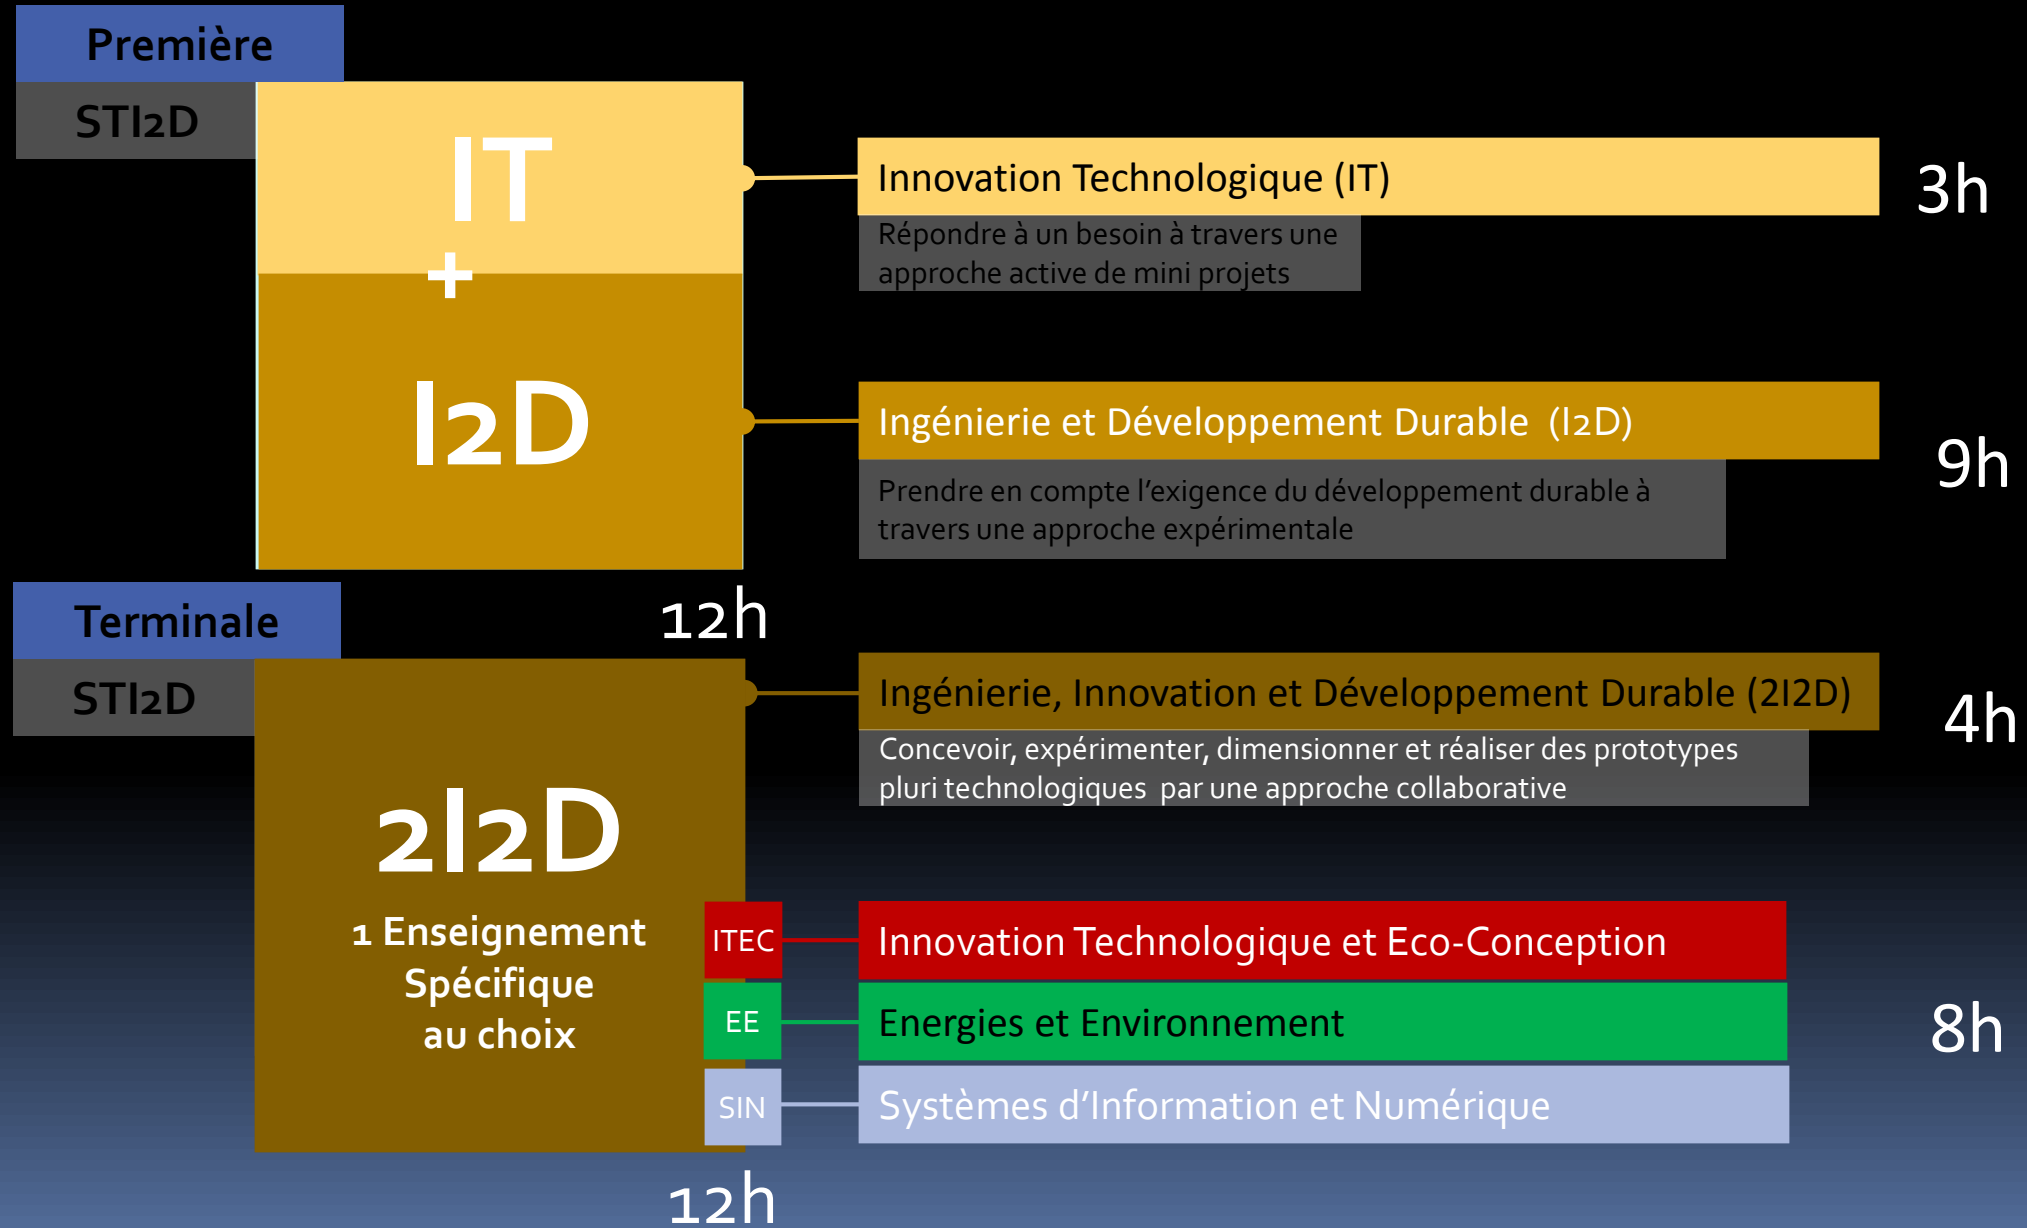 Première
STI2D
IT
+
I2D
12h
Innovation Technologique (IT)
3h
Répondre à un besoin à travers une
approche active de mini projets
Ingénierie et Développement Durable  (I2D)
9h
Prendre en compte l’exigence du développement durable à
travers une approche expérimentale
Terminale
STI2D
2I2D
1 Enseignement
Spécifique
au choix
12h
Ingénierie, Innovation et Développement Durable (2I2D)
4h
Concevoir, expérimenter, dimensionner et réaliser des prototypes
pluri technologiques  par une approche collaborative
ITEC
Innovation Technologique et Eco-Conception
EE
Energies et Environnement
8h
SIN
Systèmes d’Information et Numérique